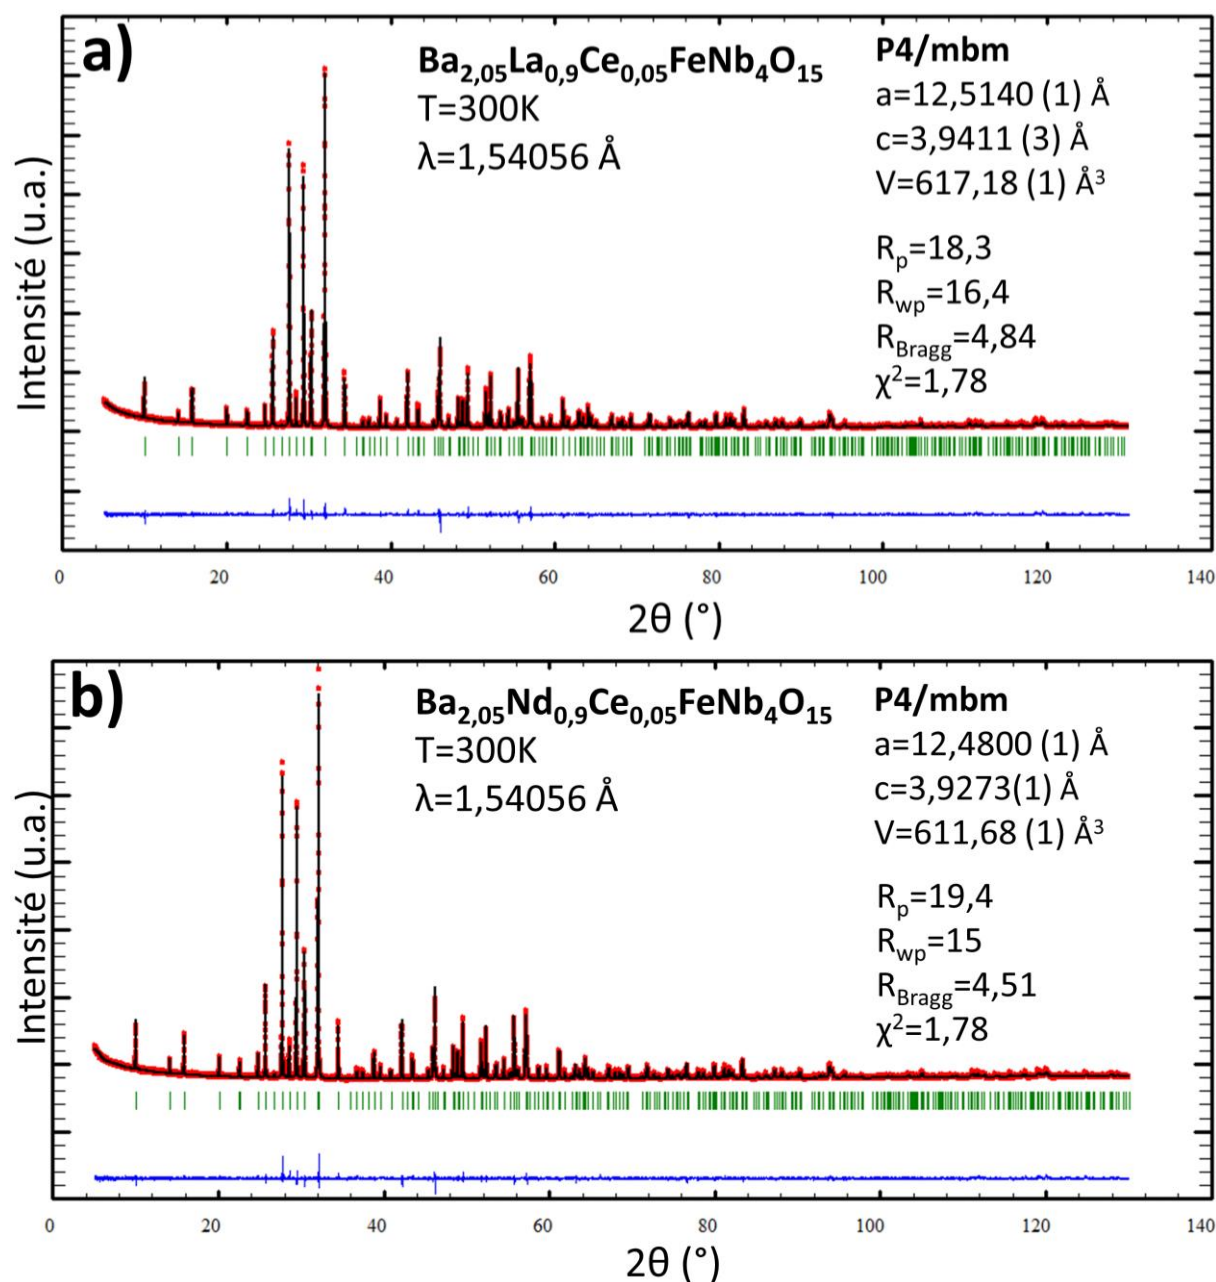 a)
Ba2,05La0,9Ce0,05FeNb4O15
T=300K
λ=1,54056 Å
P4/mbm
a=12,5140 (1) Å
c=3,9411 (3) Å
V=617,18 (1) Å³
Rp=18,3
Rwp=16,4
RBragg=4,84
χ²=1,78
Intensité (u.a.)
0 20 40 60 80 100 120 140
2θ (°)
b)
Ba2,05Nd0,9Ce0,05FeNb4O15
T=300K
λ=1,54056 Å
P4/mbm
a=12,4800 (1) Å
c=3,9273(1) Å
V=611,68 (1) Å³
Rp=19,4
Rwp=15
RBragg=4,51
χ²=1,78
Intensité (u.a.)
0 20 40 60 80 100 120 140
2θ (°)